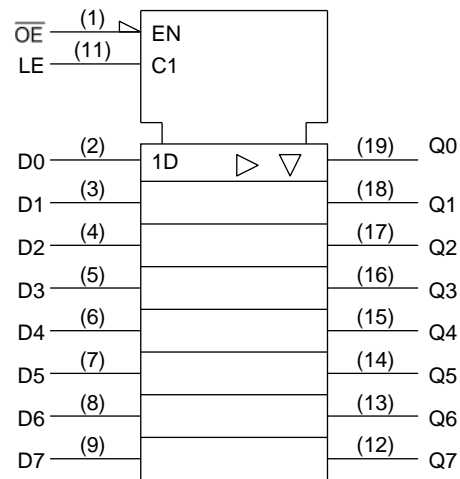 O̅E̅ (1) EN
LE (11) C1
D0 (2) 1D (19) Q0
D1 (3) (18) Q1
D2 (4) (17) Q2
D3 (5) (16) Q3
D4 (6) (15) Q4
D5 (7) (14) Q5
D6 (8) (13) Q6
D7 (9) (12) Q7